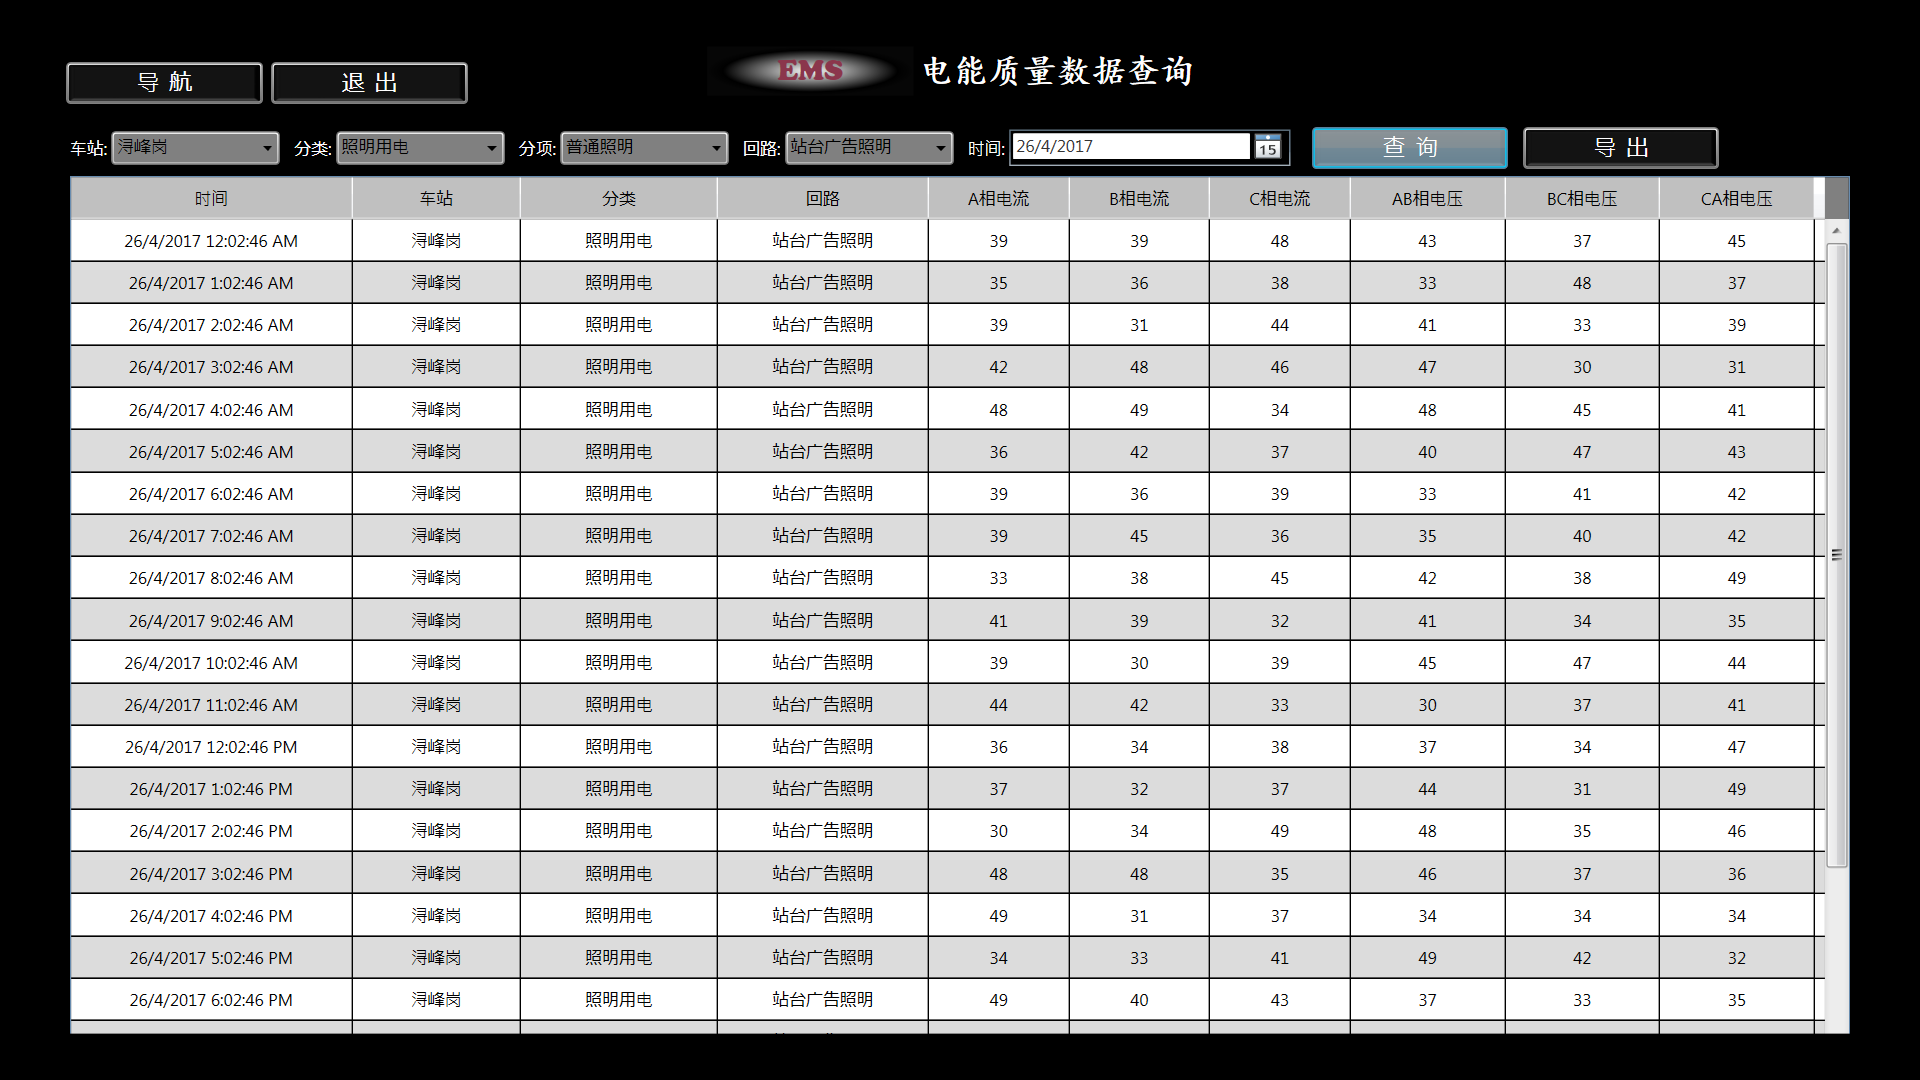 EMS 电能质量数据查询
导 航 退 出
车站: 浔峰岗 分类: 照明用电 分项: 普通照明 回路: 站台广告照明 时间: 26/4/2017 15 查 询 导 出
时间 车站 分类 回路 A相电流 B相电流 C相电流 AB相电压 BC相电压 CA相电压
26/4/2017 12:02:46 AM 浔峰岗 照明用电 站台广告照明 39 39 48 43 37 45
26/4/2017 1:02:46 AM 浔峰岗 照明用电 站台广告照明 35 36 38 33 48 37
26/4/2017 2:02:46 AM 浔峰岗 照明用电 站台广告照明 39 31 44 41 33 39
26/4/2017 3:02:46 AM 浔峰岗 照明用电 站台广告照明 42 48 46 47 30 31
26/4/2017 4:02:46 AM 浔峰岗 照明用电 站台广告照明 48 49 34 48 45 41
26/4/2017 5:02:46 AM 浔峰岗 照明用电 站台广告照明 36 42 37 40 47 43
26/4/2017 6:02:46 AM 浔峰岗 照明用电 站台广告照明 39 36 39 33 41 42
26/4/2017 7:02:46 AM 浔峰岗 照明用电 站台广告照明 39 45 36 35 40 42
26/4/2017 8:02:46 AM 浔峰岗 照明用电 站台广告照明 33 38 45 42 38 49
26/4/2017 9:02:46 AM 浔峰岗 照明用电 站台广告照明 41 39 32 41 34 35
26/4/2017 10:02:46 AM 浔峰岗 照明用电 站台广告照明 39 30 39 45 47 44
26/4/2017 11:02:46 AM 浔峰岗 照明用电 站台广告照明 44 42 33 30 37 41
26/4/2017 12:02:46 PM 浔峰岗 照明用电 站台广告照明 36 34 38 37 34 47
26/4/2017 1:02:46 PM 浔峰岗 照明用电 站台广告照明 37 32 37 44 31 49
26/4/2017 2:02:46 PM 浔峰岗 照明用电 站台广告照明 30 34 49 48 35 46
26/4/2017 3:02:46 PM 浔峰岗 照明用电 站台广告照明 48 48 35 46 37 36
26/4/2017 4:02:46 PM 浔峰岗 照明用电 站台广告照明 49 31 37 34 34 34
26/4/2017 5:02:46 PM 浔峰岗 照明用电 站台广告照明 34 33 41 49 42 32
26/4/2017 6:02:46 PM 浔峰岗 照明用电 站台广告照明 49 40 43 37 33 35